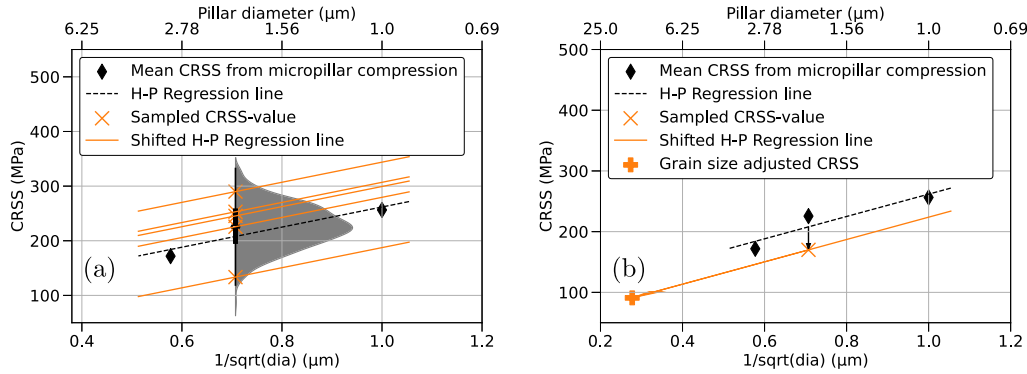 Pillar diameter (μm)
6.25 2.78 1.56 1.0 0.69
500
400
300
200
100
CRSS (MPa)
Mean CRSS from micropillar compression
H-P Regression line
Sampled CRSS-value
Shifted H-P Regression line
(a)
0.4 0.6 0.8 1.0 1.2
1/sqrt(dia) (μm)
Pillar diameter (μm)
25.0 6.25 2.78 1.56 1.0 0.69
500
400
300
200
100
CRSS (MPa)
Mean CRSS from micropillar compression
H-P Regression line
Sampled CRSS-value
Shifted H-P Regression line
Grain size adjusted CRSS
(b)
0.2 0.4 0.6 0.8 1.0 1.2
1/sqrt(dia) (μm)